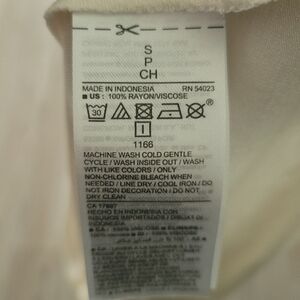 S
P
CH
MADE IN INDONESIA RN 54023
■ US : 100% RAYON/VISCOSE
30
I
1166
MACHINE WASH COLD GENTLE
CYCLE / WASH INSIDE OUT / WASH
WITH LIKE COLORS / ONLY
NON-CHLORINE BLEACH WHEN
NEEDED / LINE DRY / COOL IRON / DO
NOT IRON DECORATION / DO NOT
DRY CLEAN
CA 17897
HECHO EN INDONESIA